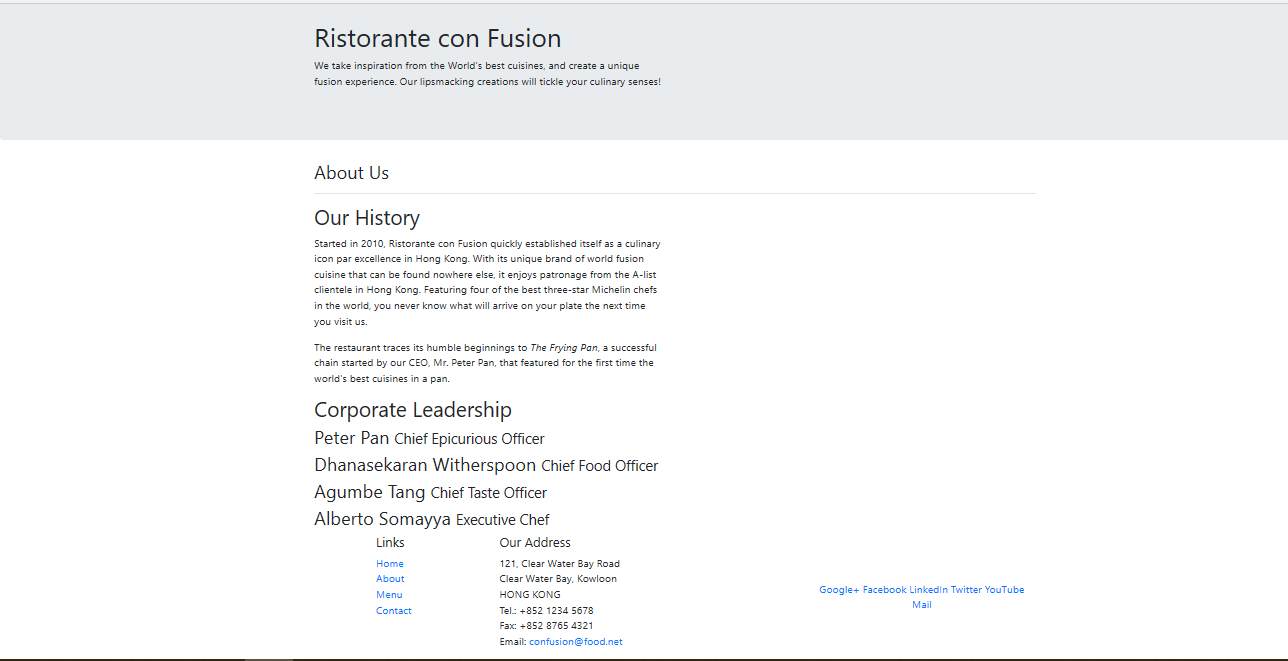 Ristorante con Fusion
We take inspiration from the World's best cuisines, and create a unique
fusion experience. Our lipsmacking creations will tickle your culinary senses!
About Us
Our History
Started in 2010, Ristorante con Fusion quickly established itself as a culinary
icon par excellence in Hong Kong. With its unique brand of world fusion
cuisine that can be found nowhere else, it enjoys patronage from the A-list
clientele in Hong Kong. Featuring four of the best three-star Michelin chefs
in the world, you never know what will arrive on your plate the next time
you visit us.
The restaurant traces its humble beginnings to The Frying Pan, a successful
chain started by our CEO, Mr. Peter Pan, that featured for the first time the
world's best cuisines in a pan.
Corporate Leadership
Peter Pan Chief Epicurious Officer
Dhanasekaran Witherspoon Chief Food Officer
Agumbe Tang Chief Taste Officer
Alberto Somayya Executive Chef
Links
Home
About
Menu
Contact
Our Address
121, Clear Water Bay Road
Clear Water Bay, Kowloon
HONG KONG
Tel.: +852 1234 5678
Fax: +852 8765 4321
Email: confusion@food.net
Google+ Facebook LinkedIn Twitter YouTube
Mail